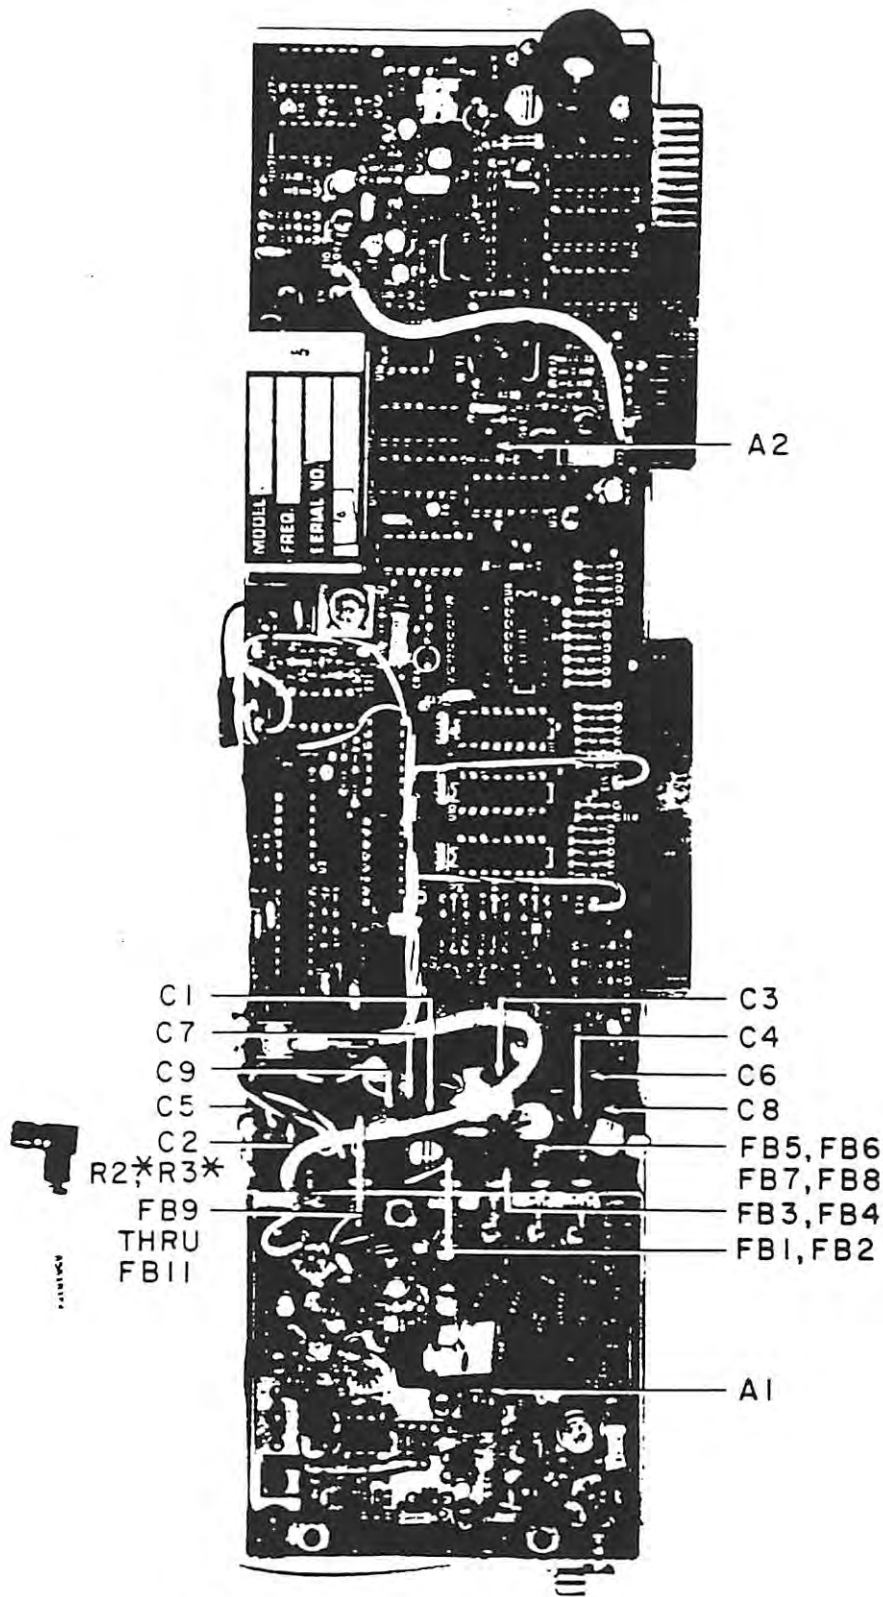 MODEL
FREQ.
SERIAL NO.
A2
C1
C7
C9
C5
C2
R2*, R3*
FB9
THRU
FB11
C3
C4
C6
C8
FB5, FB6
FB7, FB8
FB3, FB4
FB1, FB2
A1